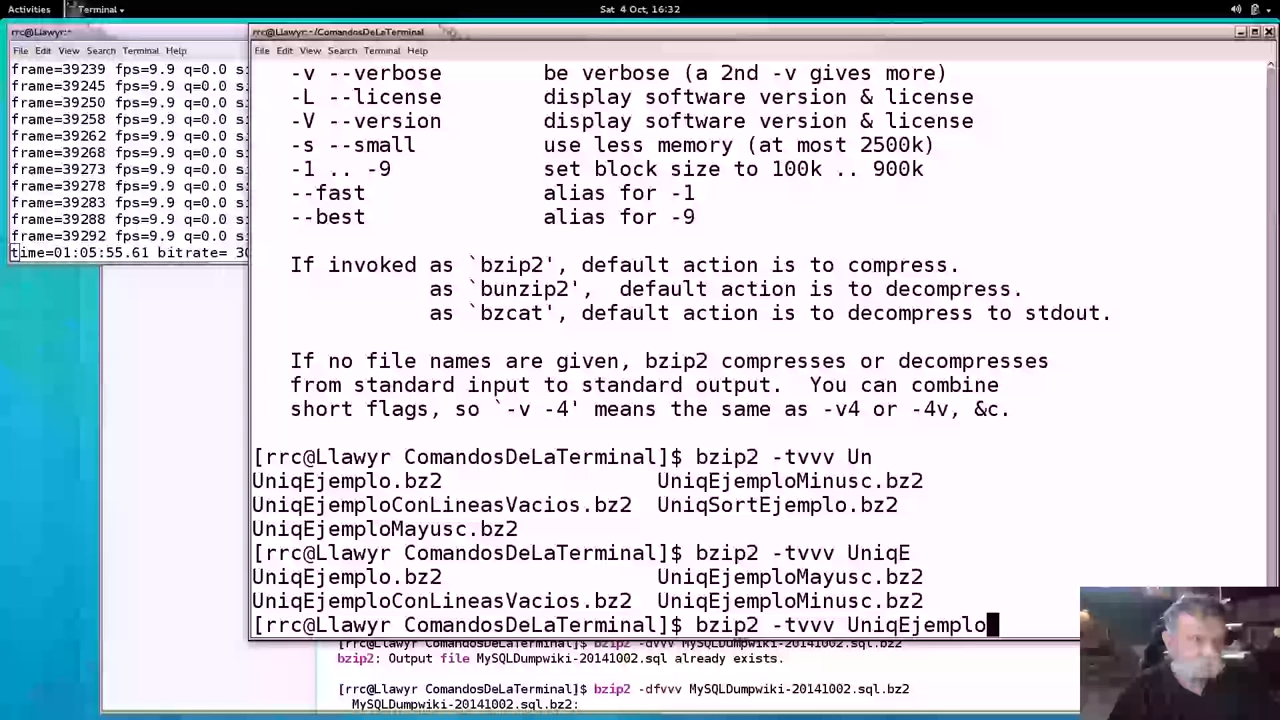 Activities Terminal Sat 4 Oct, 16:32
rrc@Llawyr:~
File Edit View Search Terminal Help
frame=39239 fps=9.9 q=0.0 s
frame=39245 fps=9.9 q=0.0 s
frame=39250 fps=9.9 q=0.0 s
frame=39258 fps=9.9 q=0.0 s
frame=39262 fps=9.9 q=0.0 s
frame=39268 fps=9.9 q=0.0 s
frame=39273 fps=9.9 q=0.0 s
frame=39278 fps=9.9 q=0.0 s
frame=39283 fps=9.9 q=0.0 s
frame=39288 fps=9.9 q=0.0 s
frame=39292 fps=9.9 q=0.0 s
time=01:05:55.61 bitrate= 30
rrc@Llawyr:~/ComandosDeLaTerminal
File Edit View Search Terminal Help
-v --verbose be verbose (a 2nd -v gives more)
-L --license display software version & license
-V --version display software version & license
-s --small use less memory (at most 2500k)
-1 .. -9 set block size to 100k .. 900k
--fast alias for -1
--best alias for -9
If invoked as `bzip2', default action is to compress.
as `bunzip2', default action is to decompress.
as `bzcat', default action is to decompress to stdout.
If no file names are given, bzip2 compresses or decompresses
from standard input to standard output. You can combine
short flags, so `-v -4' means the same as -v4 or -4v, &c.
[rrc@Llawyr ComandosDeLaTerminal]$ bzip2 -tvvv Un
UniqEjemplo.bz2 UniqEjemploMinusc.bz2
UniqEjemploConLineasVacios.bz2 UniqSortEjemplo.bz2
UniqEjemploMayusc.bz2
[rrc@Llawyr ComandosDeLaTerminal]$ bzip2 -tvvv UniqE
UniqEjemplo.bz2 UniqEjemploMayusc.bz2
UniqEjemploConLineasVacios.bz2 UniqEjemploMinusc.bz2
[rrc@Llawyr ComandosDeLaTerminal]$ bzip2 -tvvv UniqEjemplo
[rrc@Llawyr ComandosDeLaTerminal]$ bzip2 -dvvv MySQLDumpwiki-20141002.sql.bz2
bzip2: Output file MySQLDumpwiki-20141002.sql already exists.
[rrc@Llawyr ComandosDeLaTerminal]$ bzip2 -dfvvv MySQLDumpwiki-20141002.sql.bz2
MySQLDumpwiki-20141002.sql.bz2: